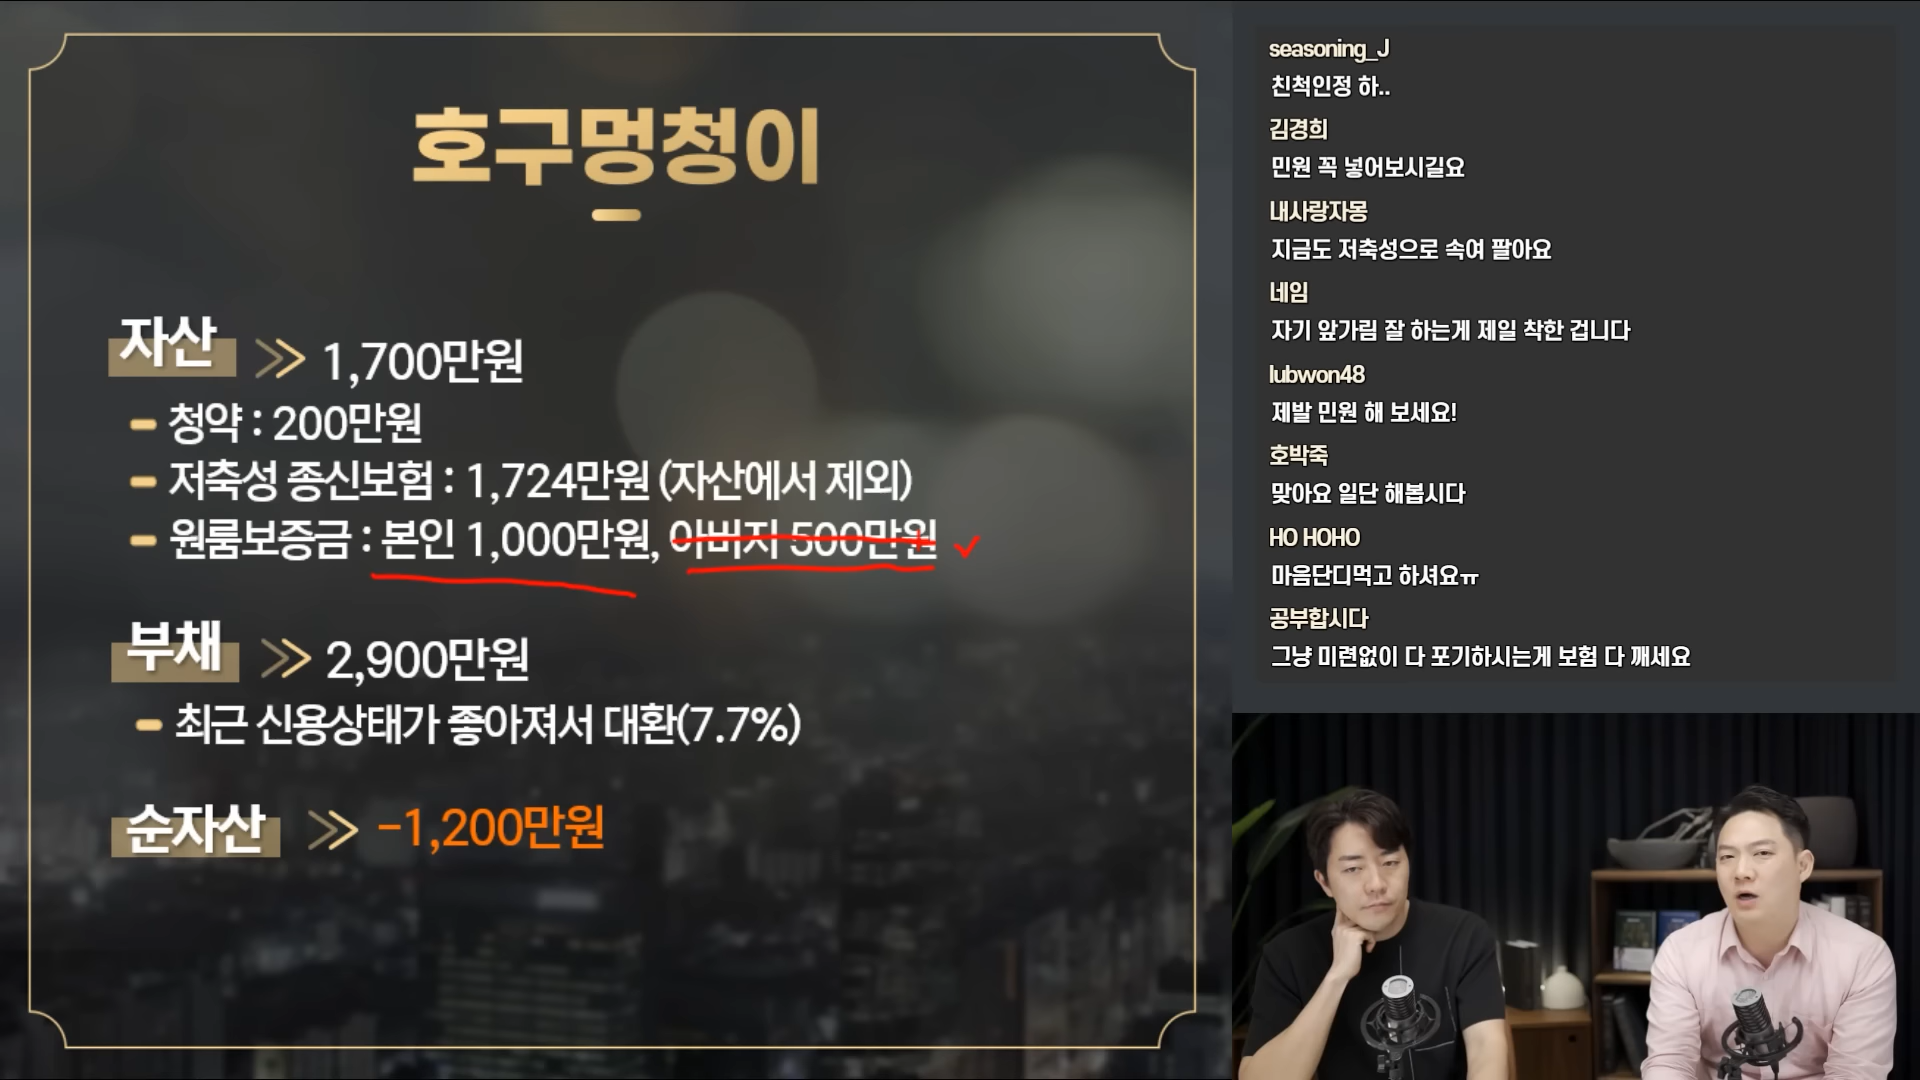 호구멍청이
자산 1,700만원
- 청약 : 200만원
- 저축성 종신보험 : 1,724만원 (자산에서 제외)
- 원룸보증금 : 본인 1,000만원, 아버지 500만원
부채 2,900만원
- 최근 신용상태가 좋아져서 대환(7.7%)
순자산 -1,200만원
seasoning_J
친척인정 하..
김경희
민원 꼭 넣어보시길요
내사랑자몽
지금도 저축성으로 속여 팔아요
네임
자기 앞가림 잘 하는게 제일 착한 겁니다
lubwon48
제발 민원 해 보세요!
호박죽
맞아요 일단 해봅시다
HO HOHO
마음단디먹고 하셔요ㅠ
공부합시다
그냥 미련없이 다 포기하시는게 보험 다 깨세요